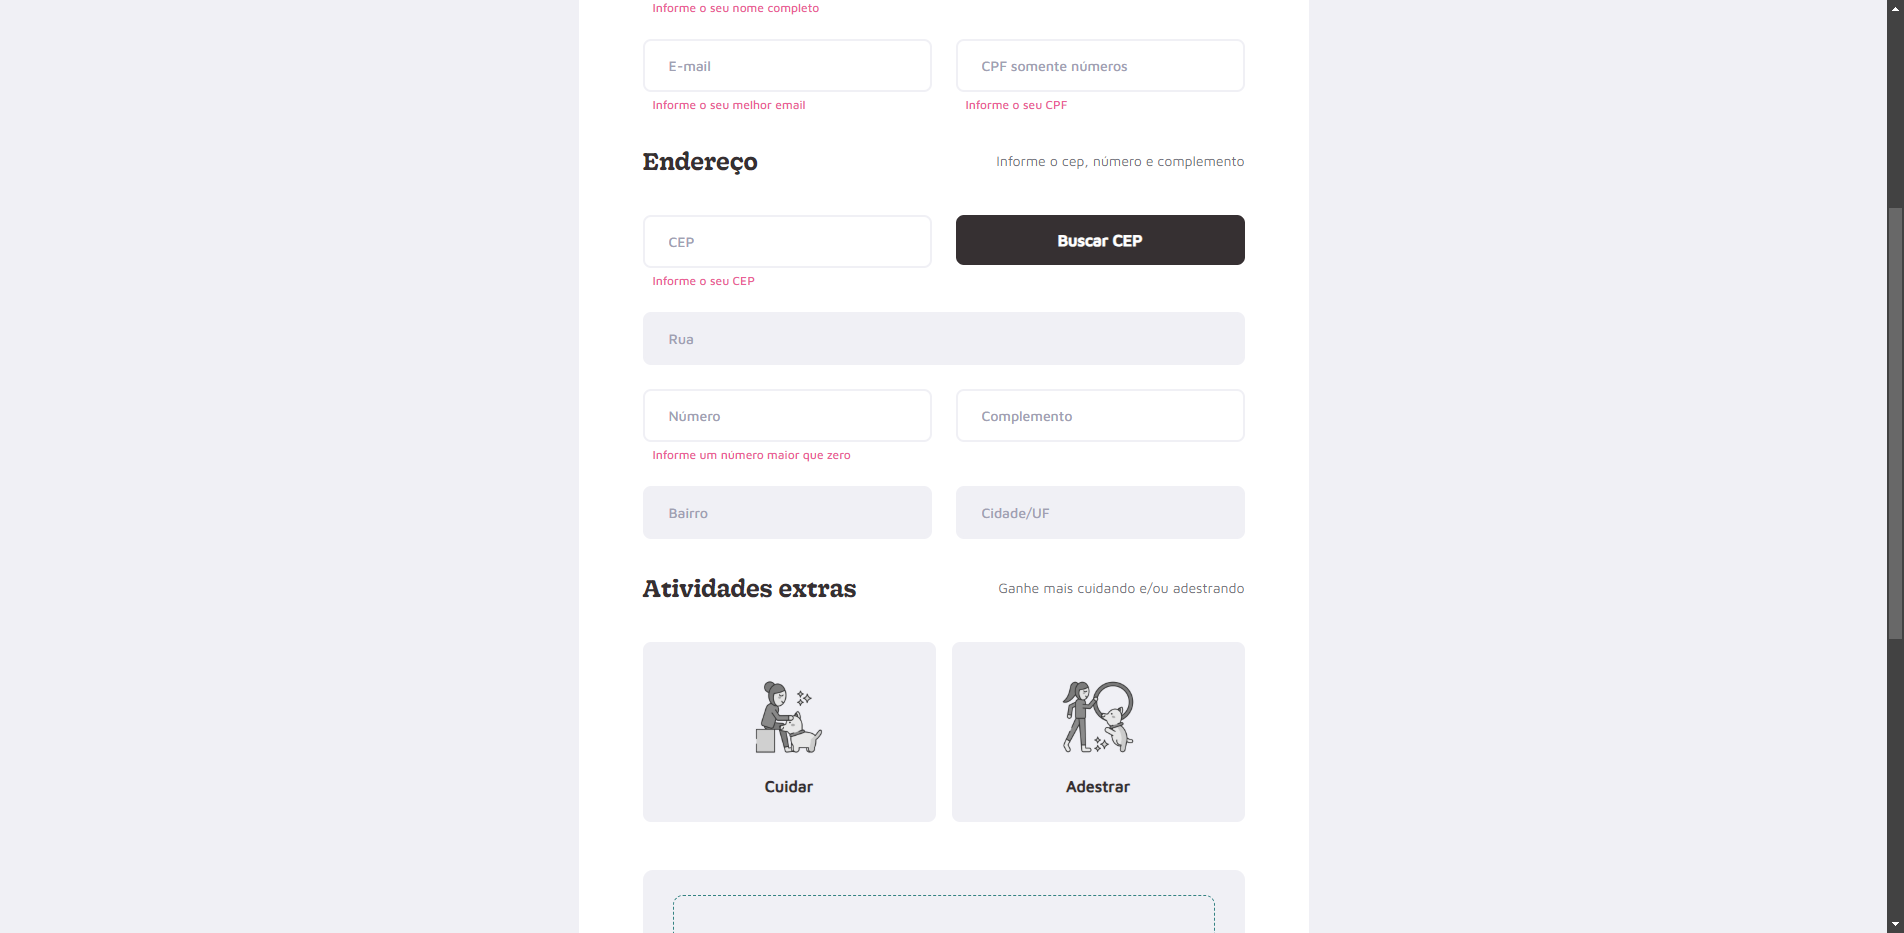 Informe o seu nome completo
E-mail
CPF somente números
Informe o seu melhor email
Informe o seu CPF
Endereço
Informe o cep, número e complemento
CEP
Buscar CEP
Informe o seu CEP
Rua
Número
Complemento
Informe um número maior que zero
Bairro
Cidade/UF
Atividades extras
Ganhe mais cuidando e/ou adestrando
Cuidar
Adestrar